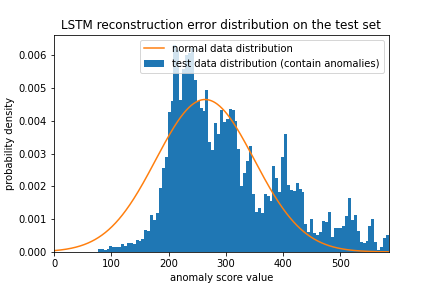 LSTM reconstruction error distribution on the test set
normal data distribution
test data distribution (contain anomalies)
probability density
0.006
0.005
0.004
0.003
0.002
0.001
0.000
0 100 200 300 400 500
anomaly score value